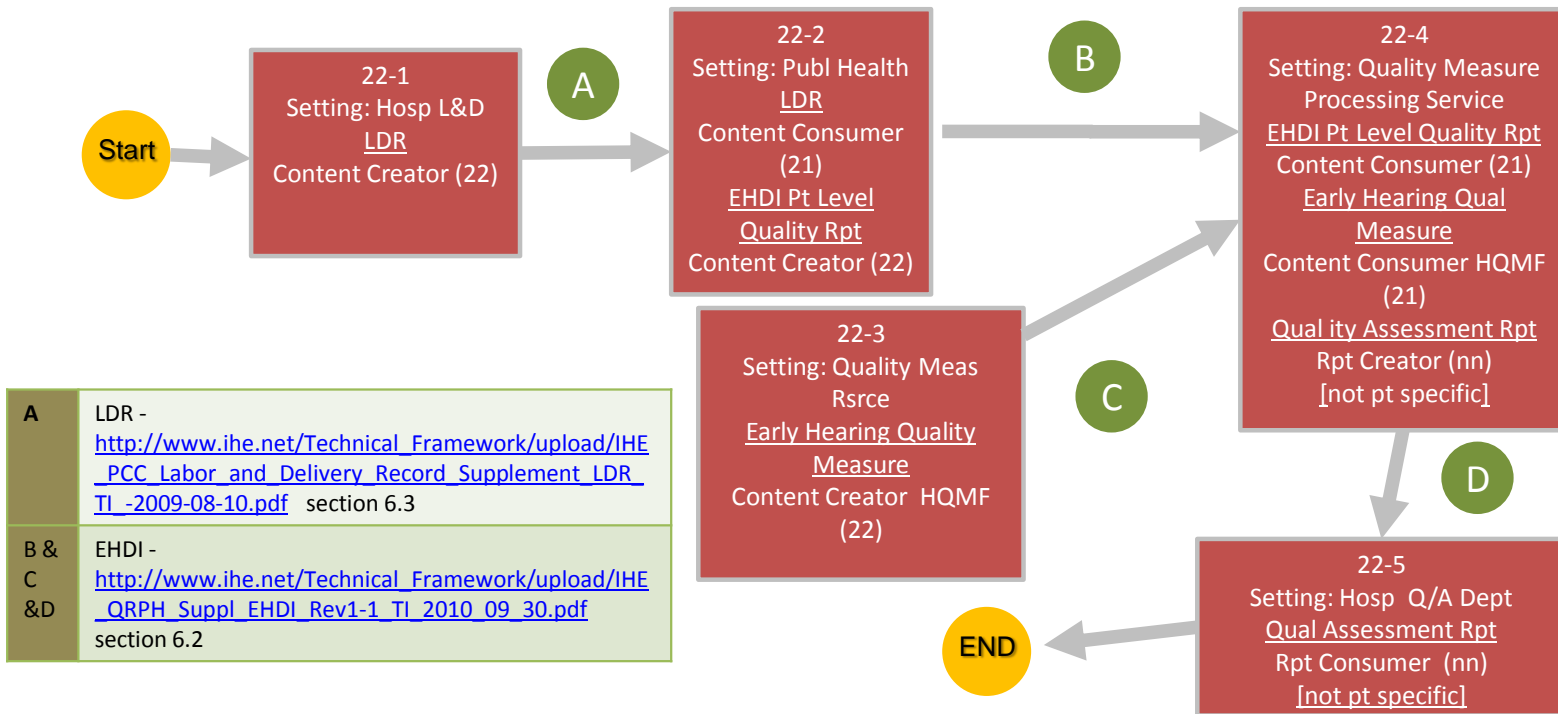 Start
22-1
Setting: Hosp L&D
LDR
Content Creator (22)
A
22-2
Setting: Publ Health
LDR
Content Consumer
(21)
EHDI Pt Level
Quality Rpt
Content Creator (22)
B
22-4
Setting: Quality Measure
Processing Service
EHDI Pt Level Quality Rpt
Content Consumer (21)
Early Hearing Qual
Measure
Content Consumer HQMF
(21)
Qual ity Assessment Rpt
Rpt Creator (nn)
[not pt specific]
22-3
Setting: Quality Meas
Rsrce
Early Hearing Quality
Measure
Content Creator HQMF
(22)
C
D
22-5
Setting: Hosp Q/A Dept
Qual Assessment Rpt
Rpt Consumer (nn)
[not pt specific]
END
A
LDR -
http://www.ihe.net/Technical_Framework/upload/IHE
_PCC_Labor_and_Delivery_Record_Supplement_LDR_
TI_-2009-08-10.pdf section 6.3
B &
C
&D
EHDI -
http://www.ihe.net/Technical_Framework/upload/IHE
_QRPH_Suppl_EHDI_Rev1-1_TI_2010_09_30.pdf
section 6.2